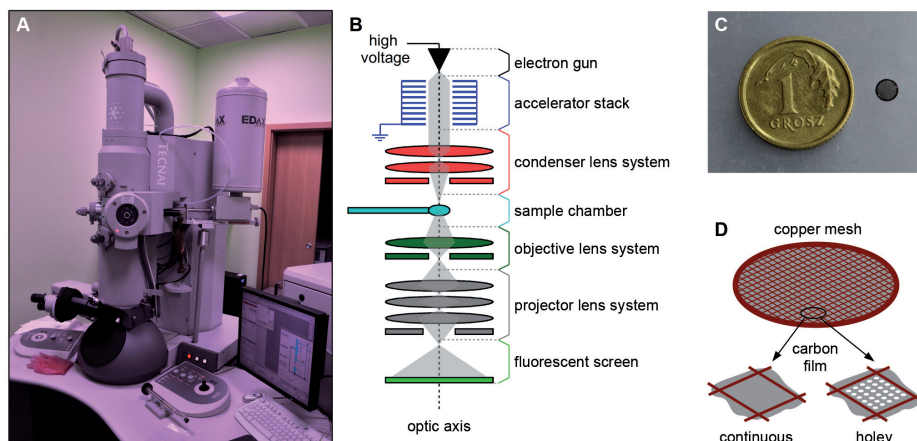 A
EDAX
TECNAI
B
high
voltage
electron gun
accelerator stack
condenser lens system
sample chamber
objective lens system
projector lens system
fluorescent screen
optic axis
C
1
GROSZ
D
copper mesh
carbon
film
continuous
holey